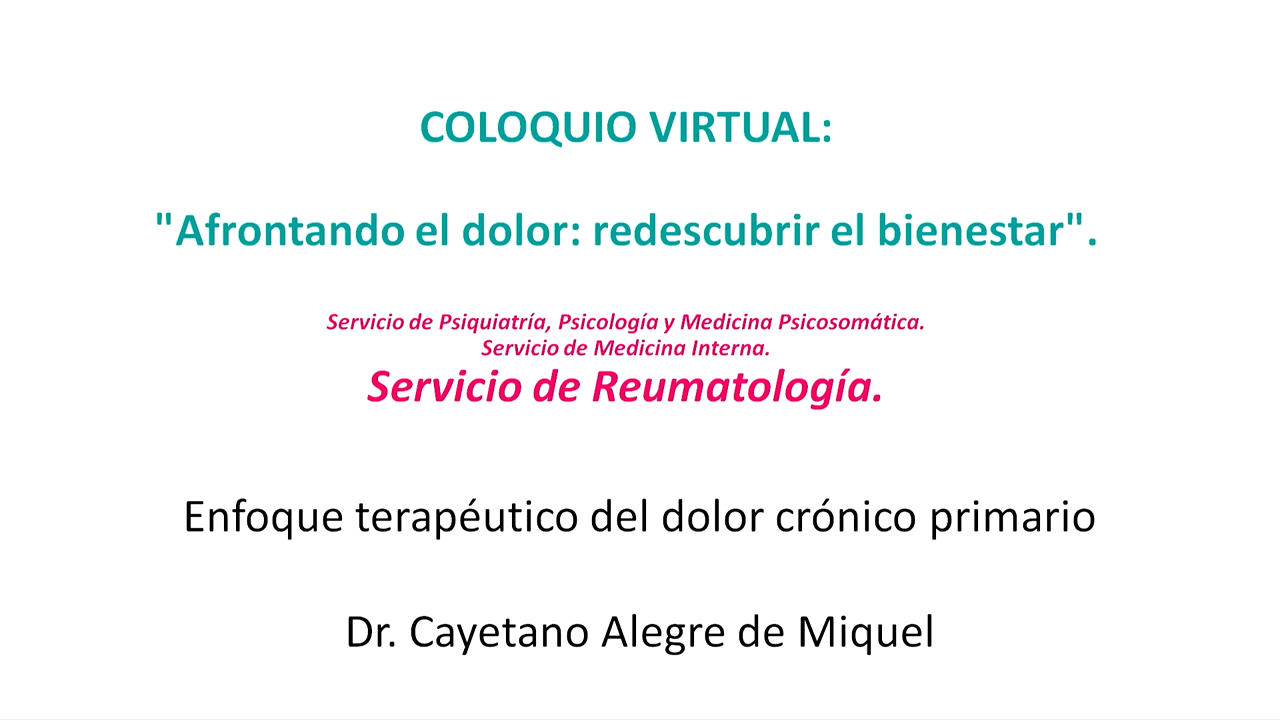 COLOQUIO VIRTUAL:
"Afrontando el dolor: redescubrir el bienestar".
Servicio de Psiquiatría, Psicología y Medicina Psicosomática.
Servicio de Medicina Interna.
Servicio de Reumatología.
Enfoque terapéutico del dolor crónico primario
Dr. Cayetano Alegre de Miquel